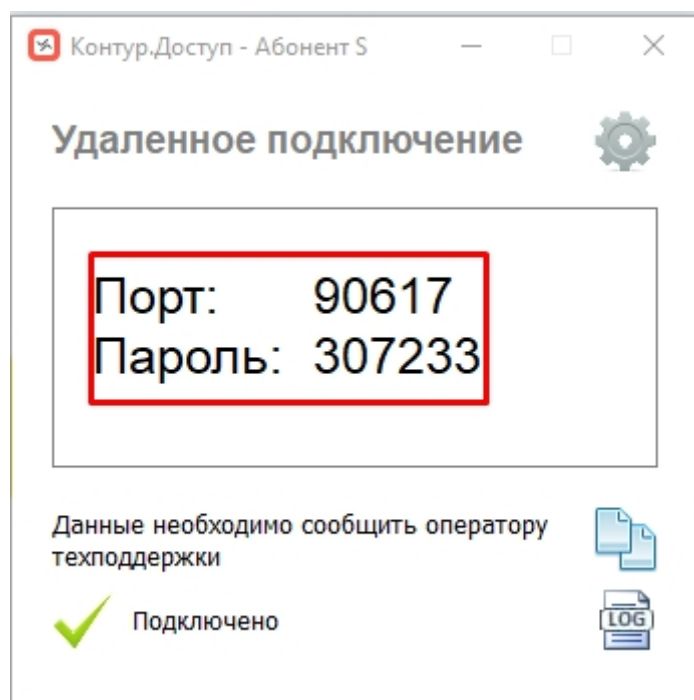 Контур.Доступ - Абонент S
Удаленное подключение
Порт: 90617
Пароль: 307233
Данные необходимо сообщить оператору
техподдержки
Подключено
LOG